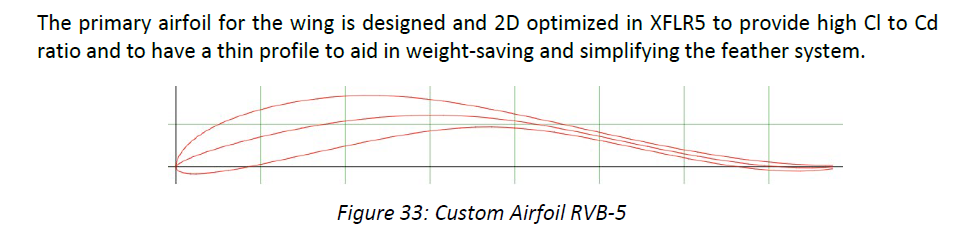 The primary airfoil for the wing is designed and 2D optimized in XFLR5 to provide high Cl to Cd
ratio and to have a thin profile to aid in weight-saving and simplifying the feather system.
Figure 33: Custom Airfoil RVB-5